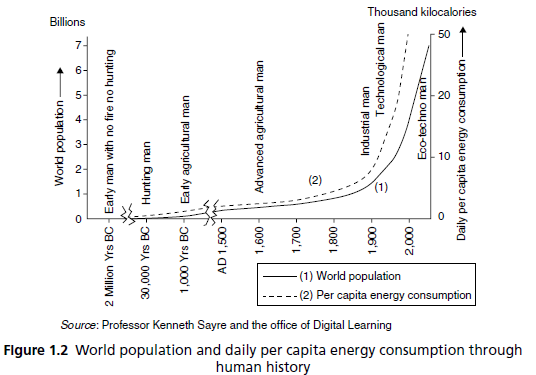 Billions
Thousand kilocalories
7
6
5
4
3
2
1
0
World population
50
20
10
0
Daily per capita energy consumption
Early man with no fire no hunting
Hunting man
Early agricultural man
Advanced agricultural man
Industrial man
Technological man
Eco-techno man
(2)
(1)
2 Million Yrs BC
30,000 Yrs BC
1,000 Yrs BC
AD 1,500
1,600
1,700
1,800
1,900
2,000
(1) World population
(2) Per capita energy consumption
Source: Professor Kenneth Sayre and the office of Digital Learning
Figure 1.2 World population and daily per capita energy consumption through
human history